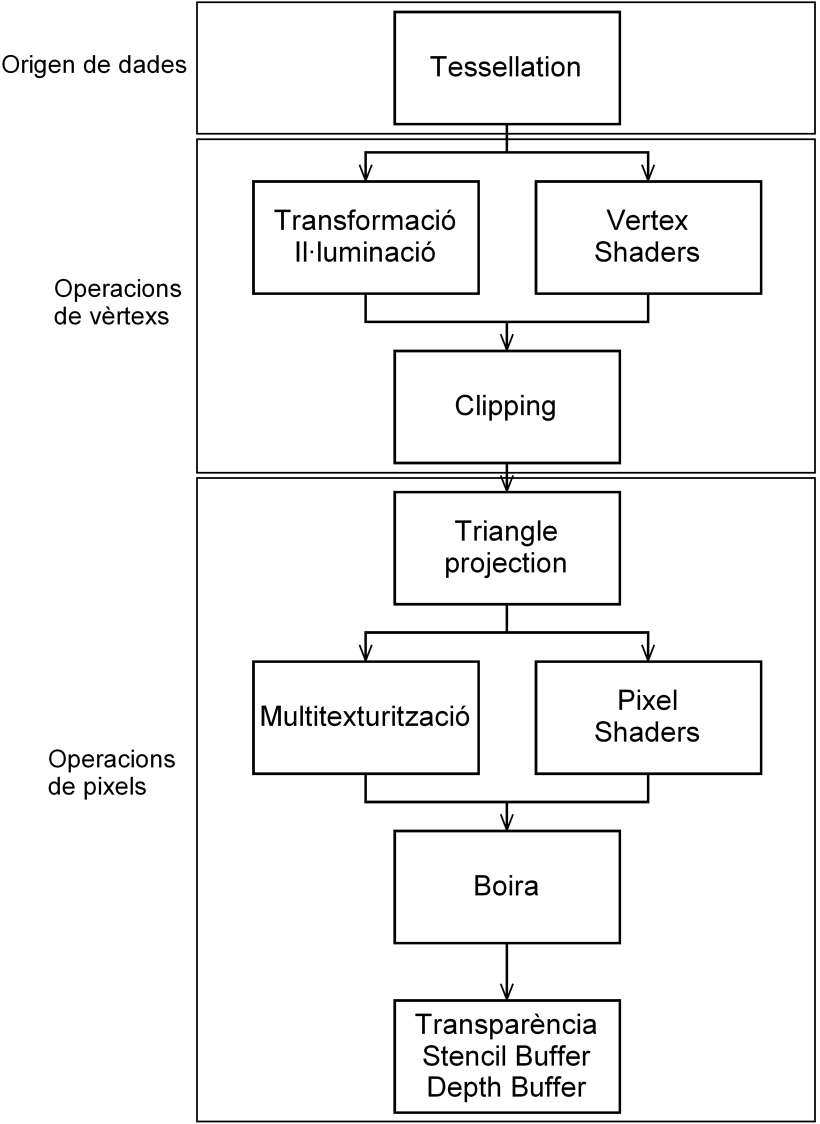 Origen de dades
Tessellation
Transformació
Il·luminació
Vertex
Shaders
Operacions
de vèrtexs
Clipping
Triangle
projection
Multitexturització
Pixel
Shaders
Operacions
de pixels
Boira
Transparència
Stencil Buffer
Depth Buffer